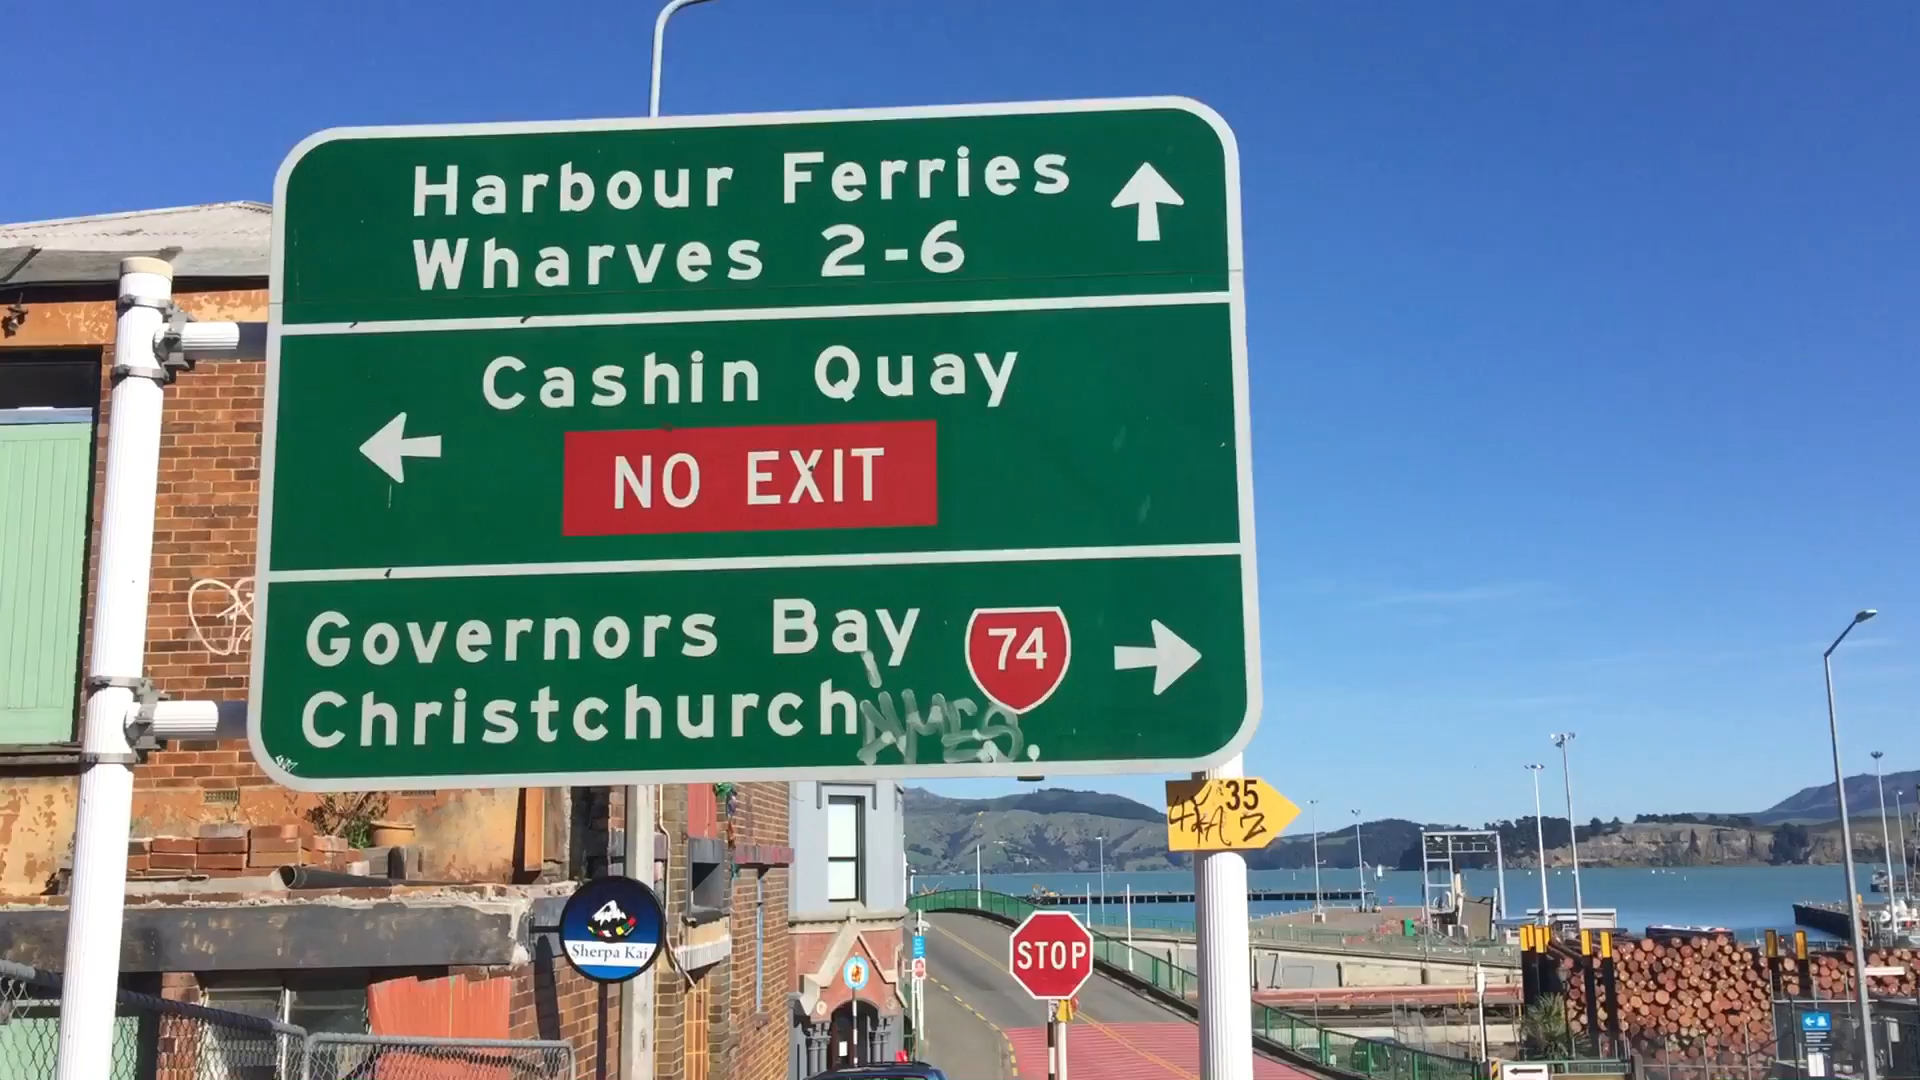 Harbour Ferries
Wharves 2-6
Cashin Quay
NO EXIT
Governors Bay
74
Christchurch
35
Sherpa Kai
STOP